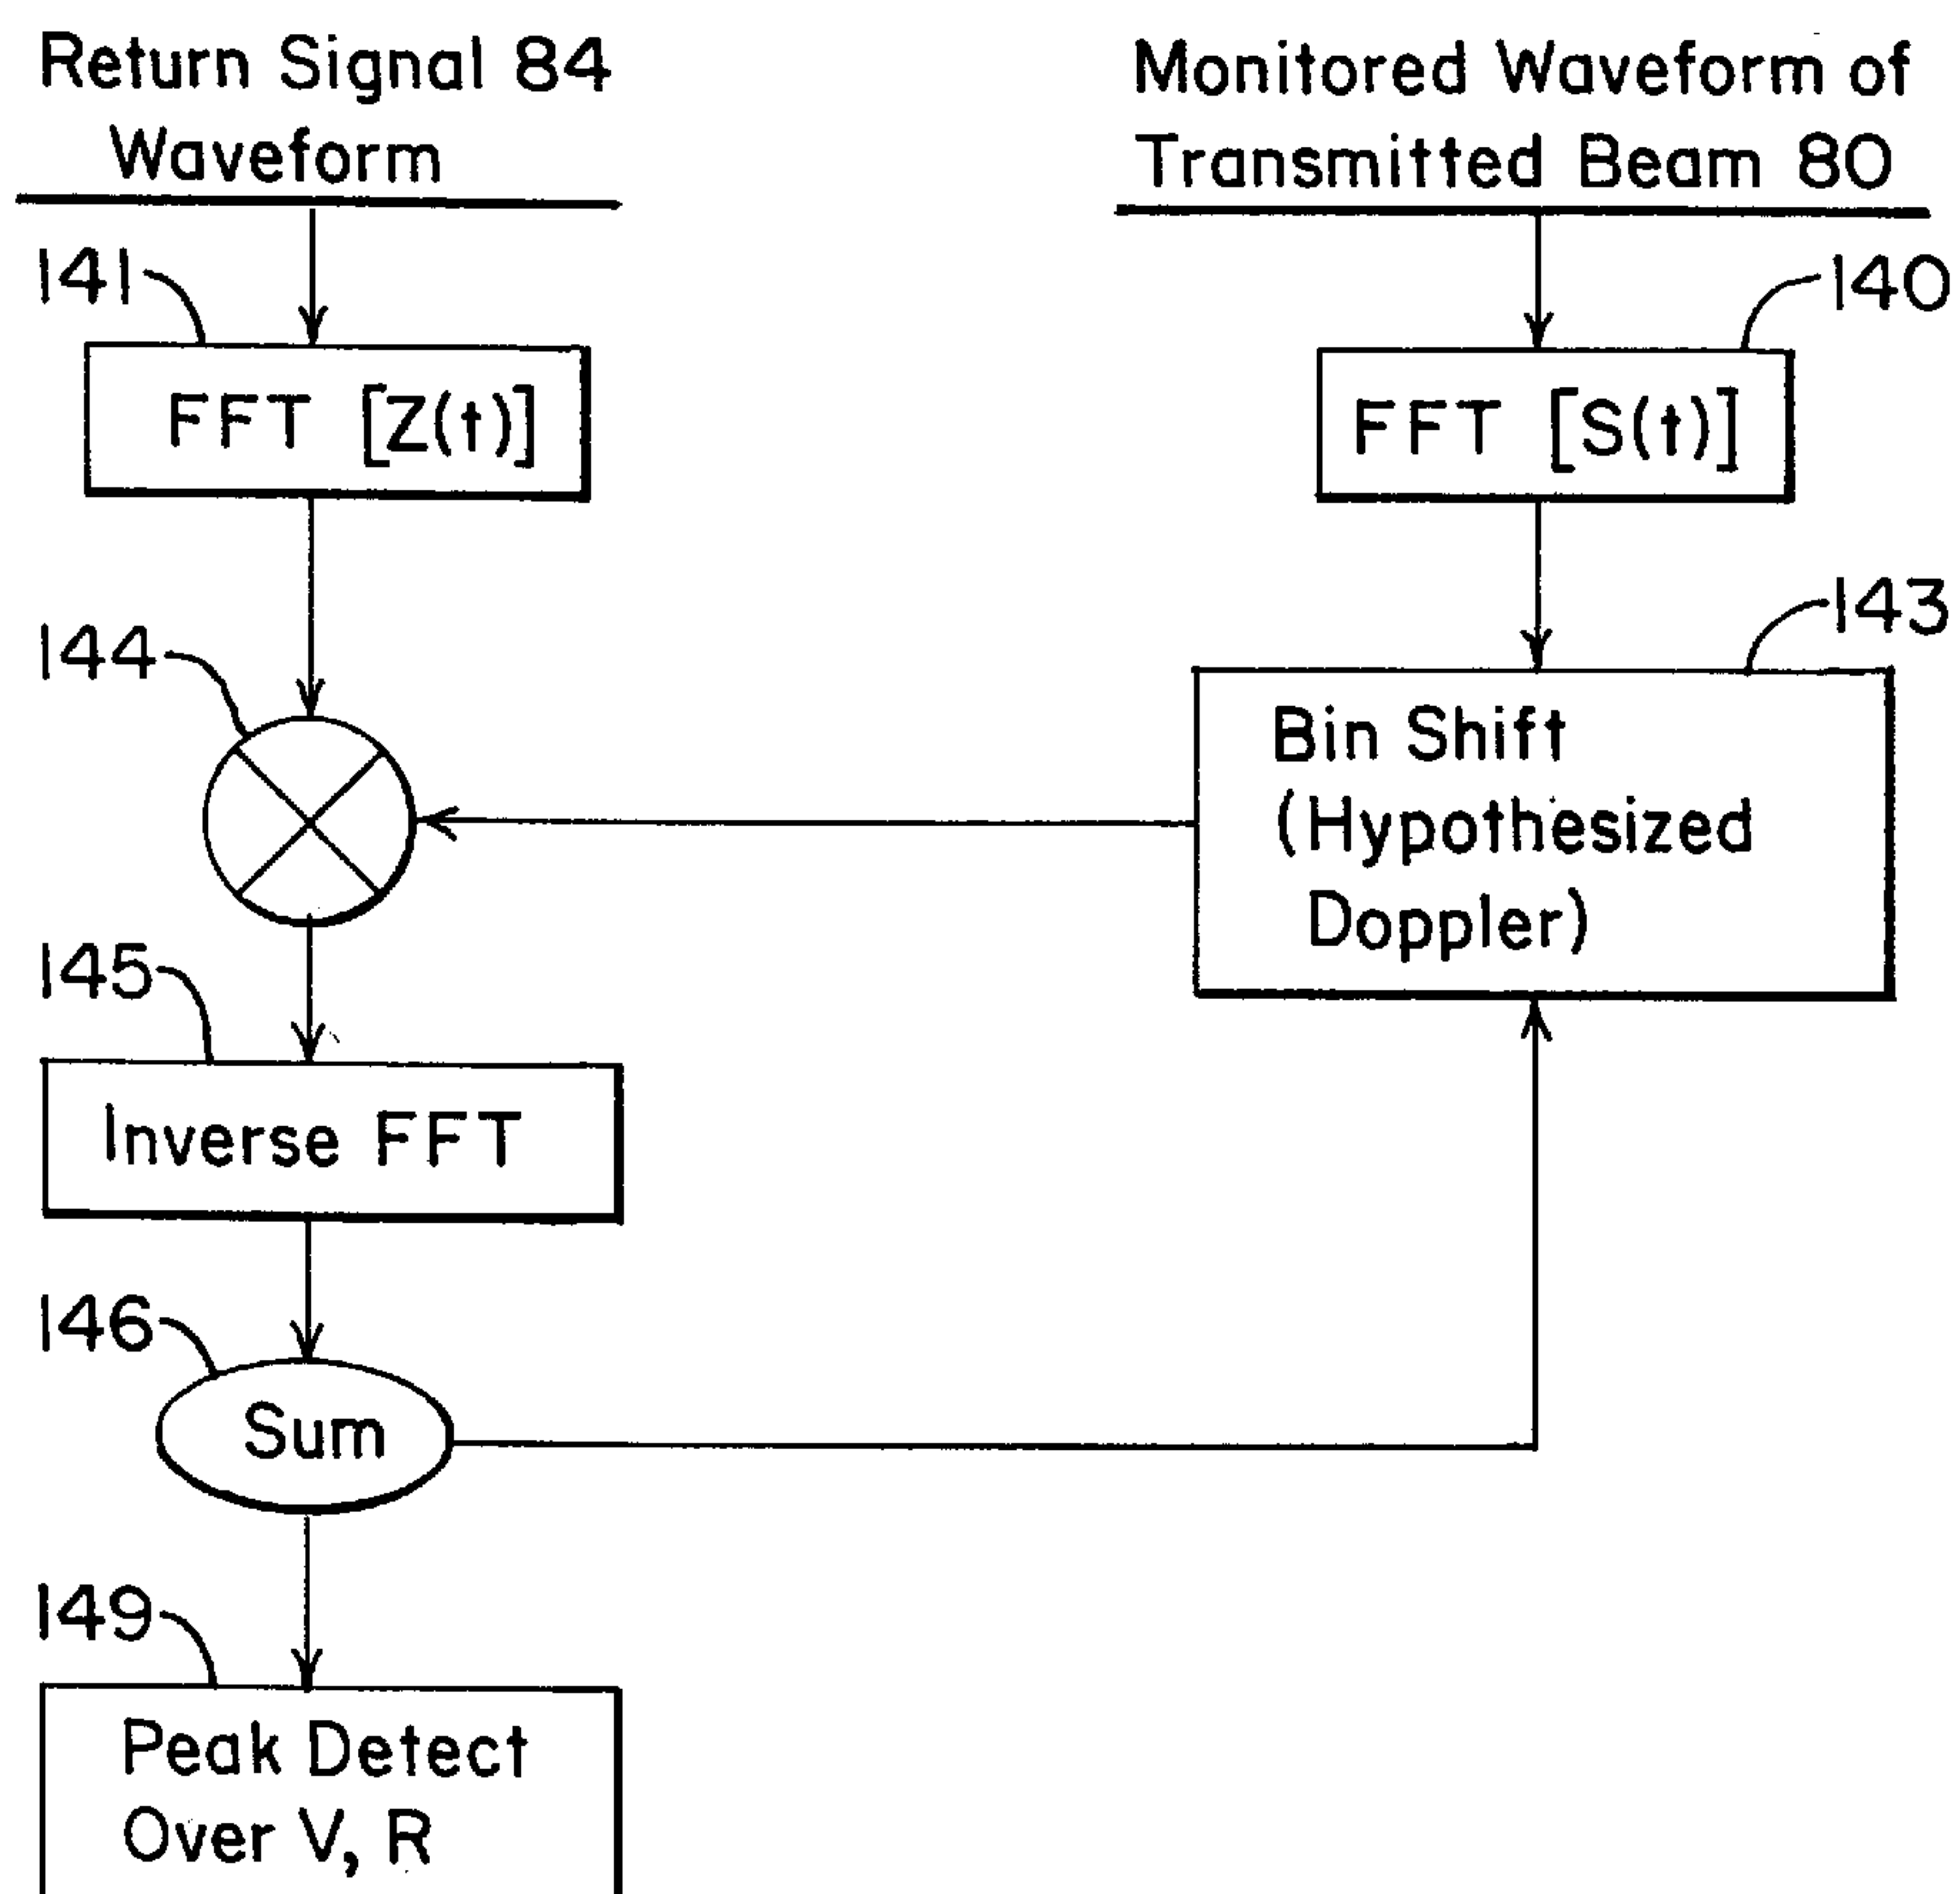 Return Signal 84
Waveform
Monitored Waveform of
Transmitted Beam 80
141
FFT [Z(t)]
140
FFT [S(t)]
143
Bin Shift
(Hypothesized
Doppler)
144
145
Inverse FFT
146
Sum
149
Peak Detect
Over V, R